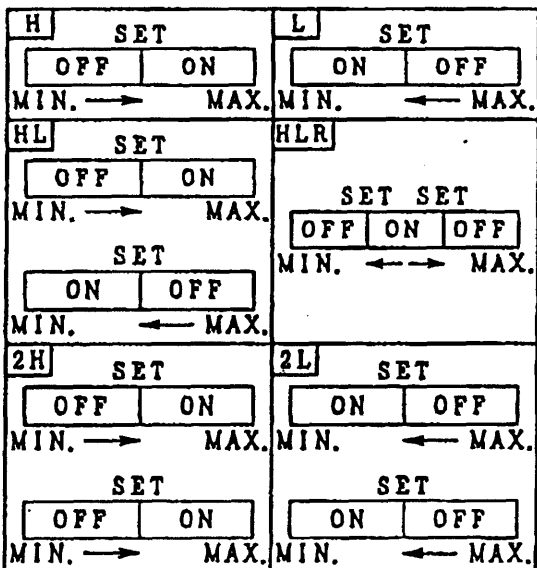 H
SET
OFF ON
MIN. → MAX.
L
SET
ON OFF
MIN. ← MAX.
HL
SET
OFF ON
MIN. → MAX.
SET
ON OFF
MIN. ← MAX.
HLR
SET SET
OFF ON OFF
MIN. ←→ MAX.
2H
SET
OFF ON
MIN. → MAX.
SET
OFF ON
MIN. → MAX.
2L
SET
ON OFF
MIN. ← MAX.
SET
ON OFF
MIN. ← MAX.